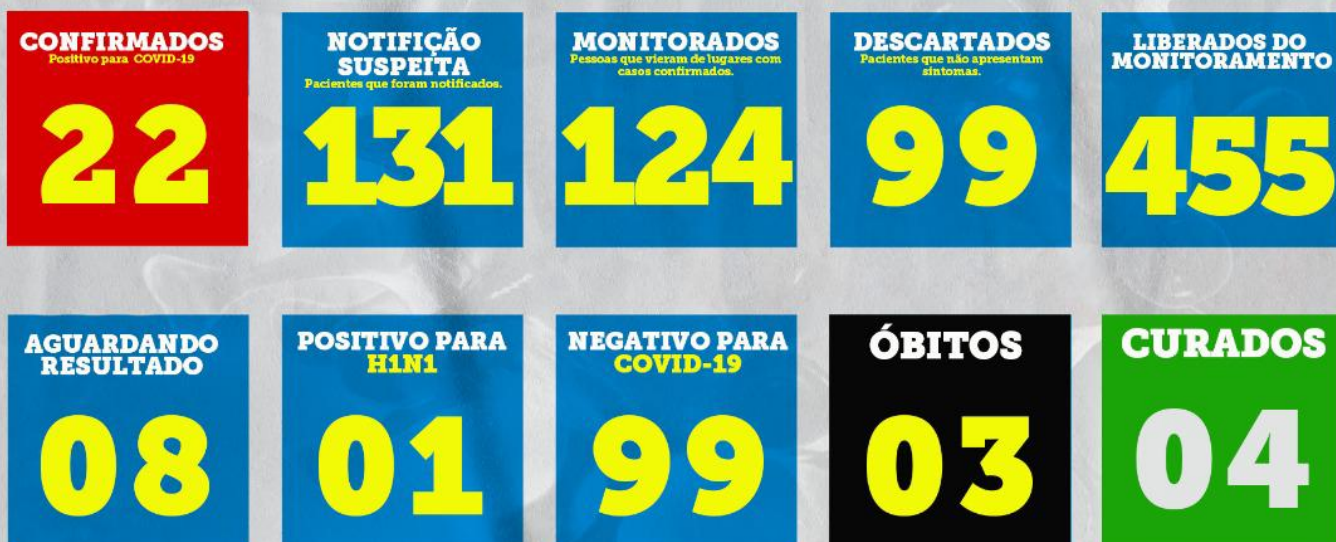 CONFIRMADOS
Positivo para COVID-19
22
NOTIFIÇÃO
SUSPEITA
Pacientes que foram notificados.
131
MONITORADOS
Pessoas que vieram de lugares com
casos confirmados.
124
DESCARTADOS
Pacientes que não apresentam
sintomas.
99
LIBERADOS DO
MONITORAMENTO
455
AGUARDANDO
RESULTADO
08
POSITIVO PARA
H1N1
01
NEGATIVO PARA
COVID-19
99
ÓBITOS
03
CURADOS
04